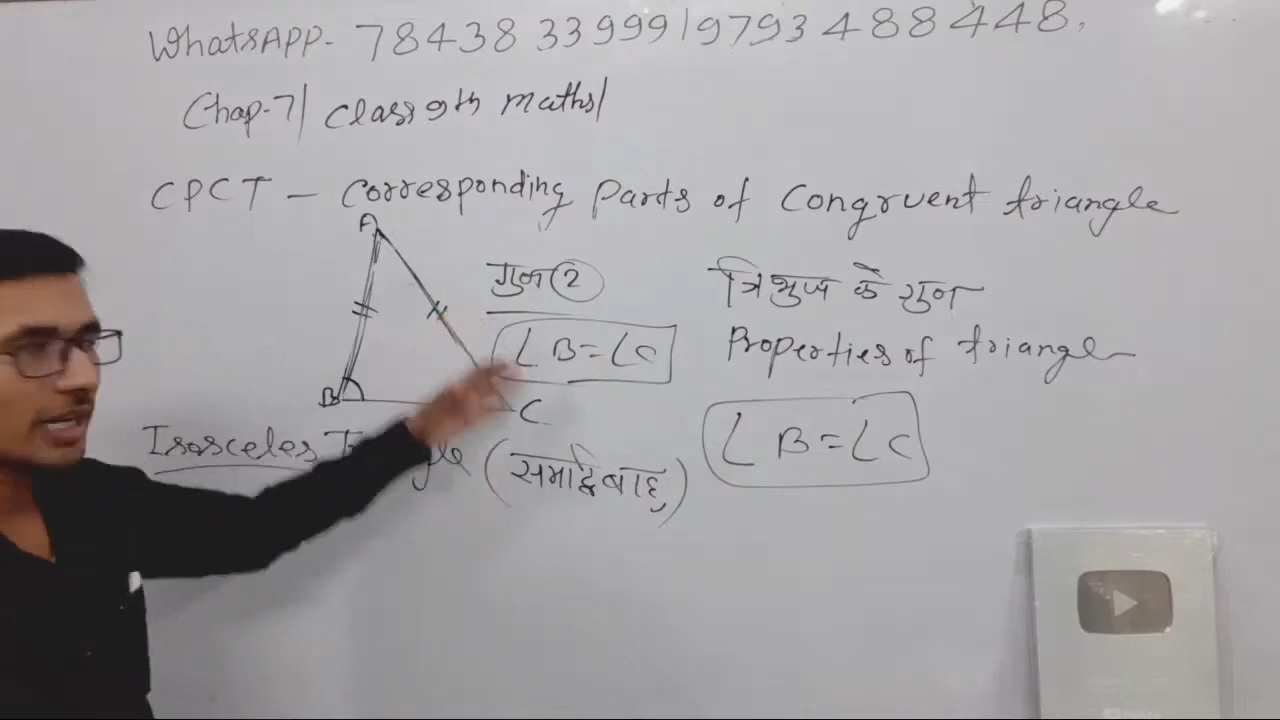 WhatsAPP- 7843833999|9793488448,
Chap-7| Class 9th maths|
CPCT - Corresponding Parts of Congruent triangle
A
गुन ②
∠B=∠C
B
C
Isosceles
(समद्विबाहु)
त्रिभुज के गुन
Properties of triangle
∠B=∠C